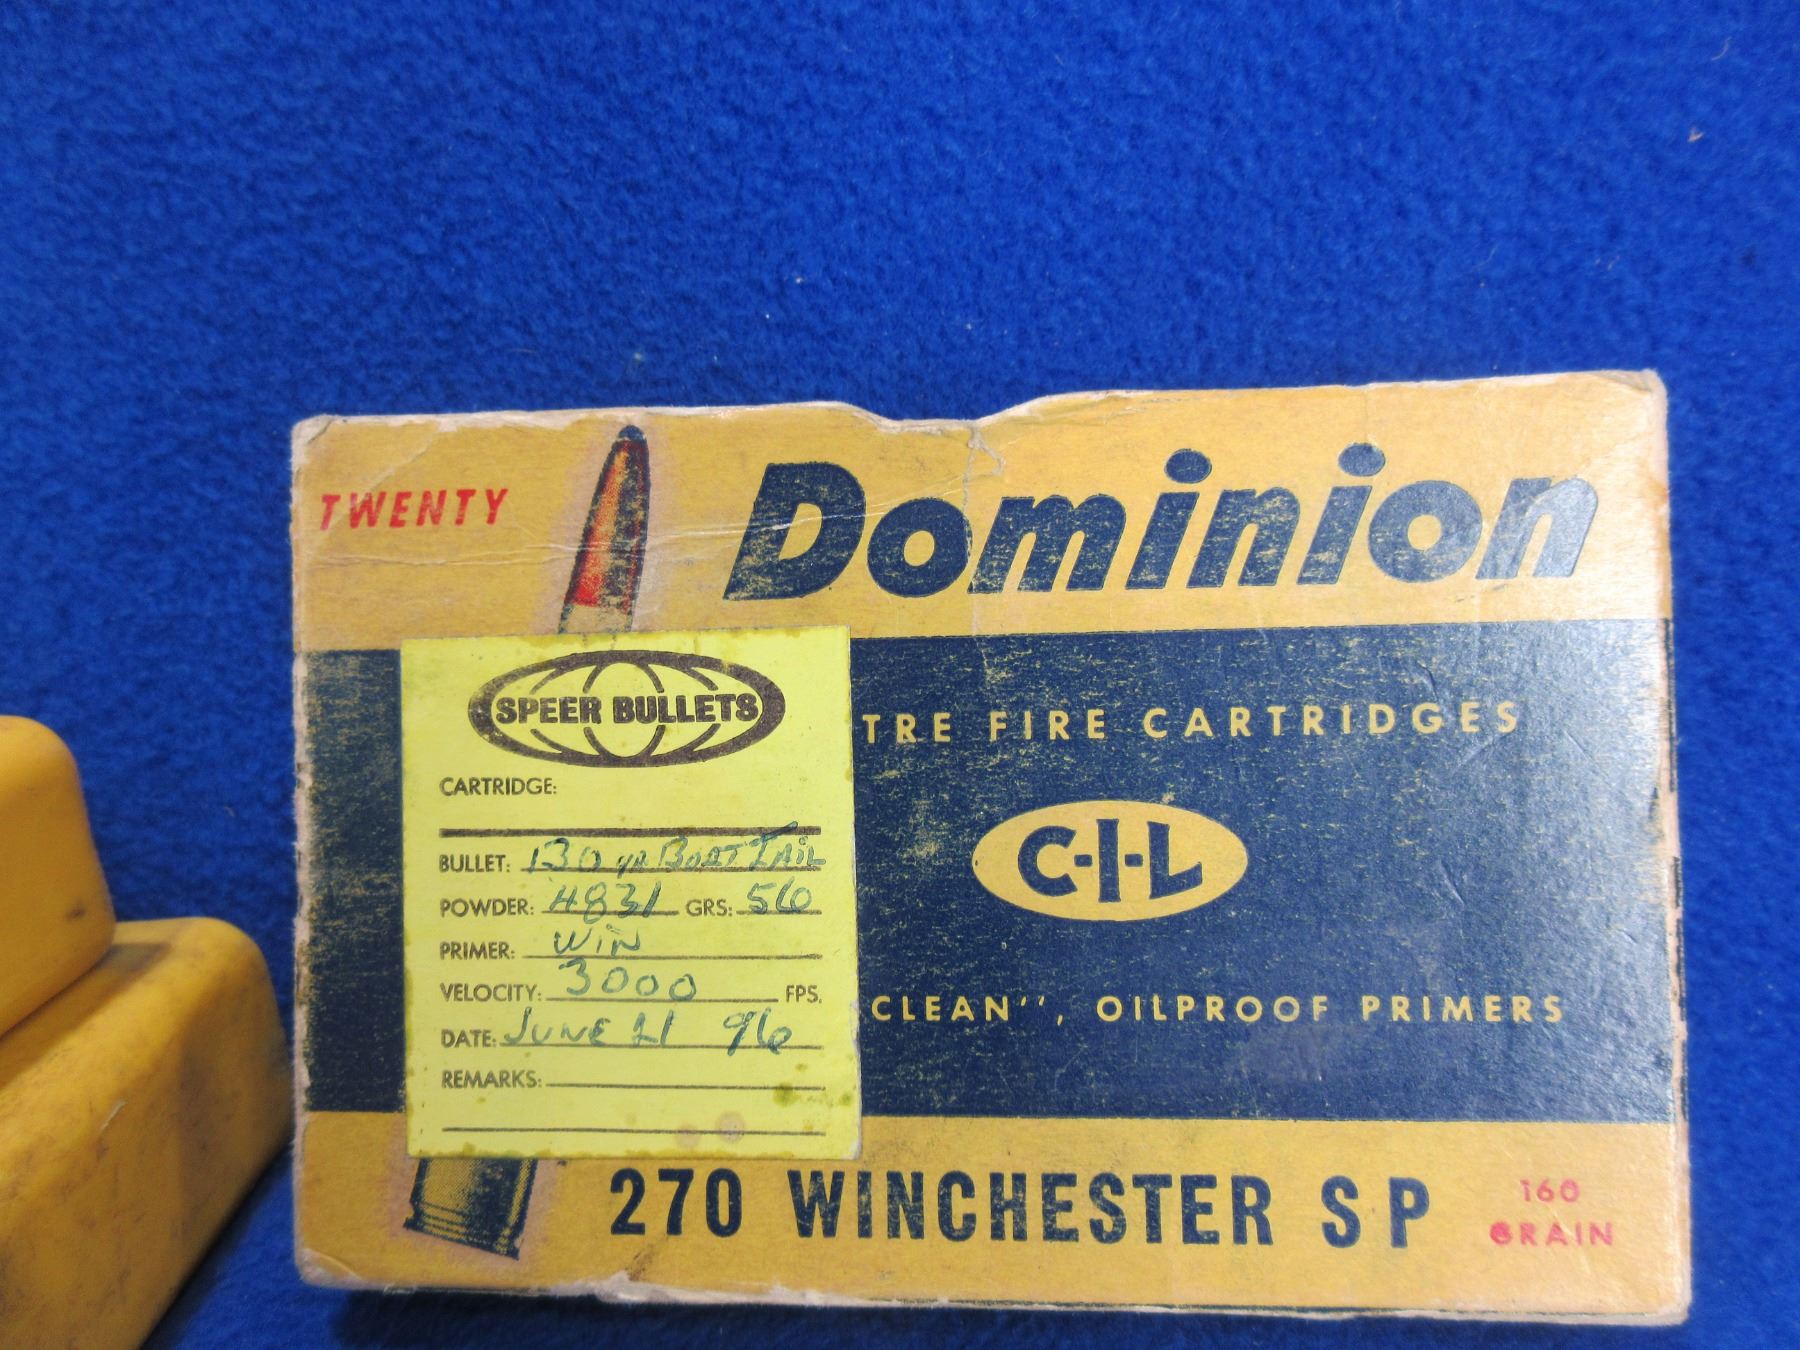 TWENTY
Dominion
TRE FIRE CARTRIDGES
C-I-L
CLEAN", OILPROOF PRIMERS
270 WINCHESTER SP
160
GRAIN
SPEER BULLETS
CARTRIDGE:
BULLET: 130 gr BOAT TAIL
POWDER: 4831 GRS: 56
PRIMER: WIN
VELOCITY: 3000 FPS.
DATE: JUNE 21 96
REMARKS: